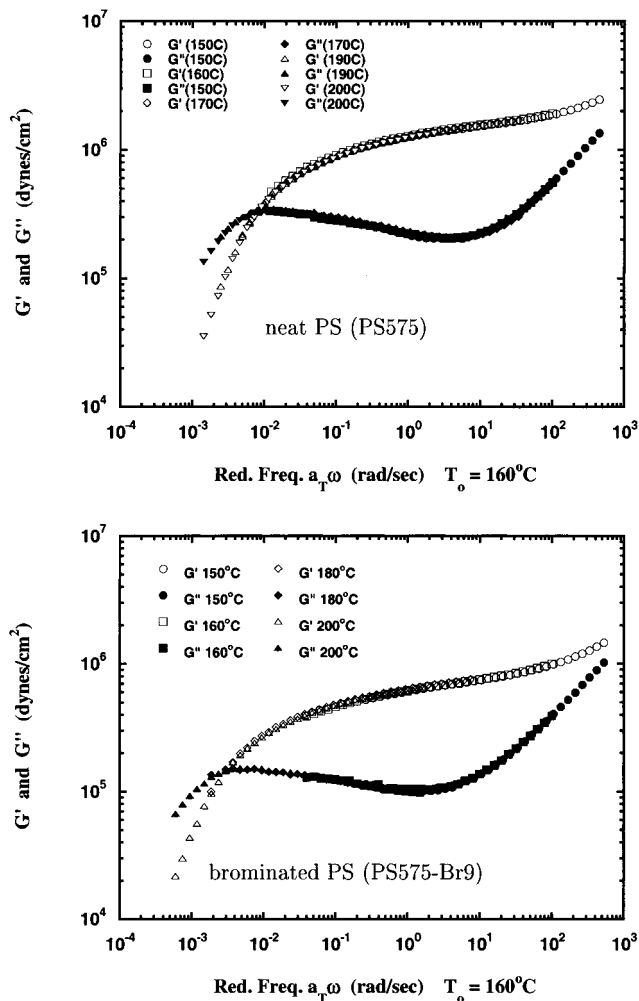 10^7
G' (150C) G''(170C)
G''(150C) G' (190C)
G'(160C) G'' (190C)
G''(150C) G' (200C)
G' (170C) G''(200C)
10^6
G' and G'' (dynes/cm^2)
10^5
neat PS (PS575)
10^4
10^-4 10^-3 10^-2 10^-1 10^0 10^1 10^2 10^3
Red. Freq. a_Tω (rad/sec) T_o = 160°C
10^7
G' 150°C G' 180°C
G'' 150°C G'' 180°C
G' 160°C G' 200°C
G'' 160°C G'' 200°C
10^6
G' and G'' (dynes/cm^2)
10^5
brominated PS (PS575-Br9)
10^4
10^-4 10^-3 10^-2 10^-1 10^0 10^1 10^2 10^3
Red. Freq. a_Tω (rad/sec) T_o = 160°C